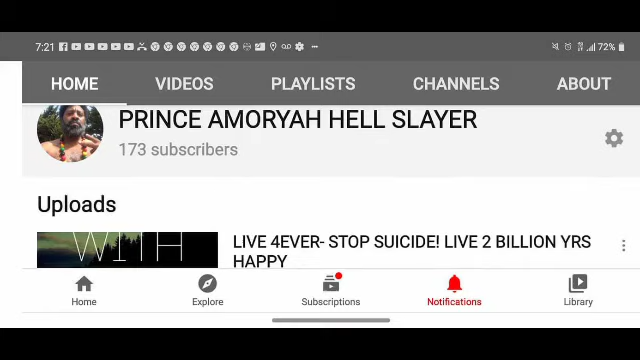 7:21
72%
HOME VIDEOS PLAYLISTS CHANNELS ABOUT
PRINCE AMORYAH HELL SLAYER
173 subscribers
Uploads
WITH
LIVE 4EVER- STOP SUICIDE! LIVE 2 BILLION YRS
HAPPY
Home Explore Subscriptions Notifications Library